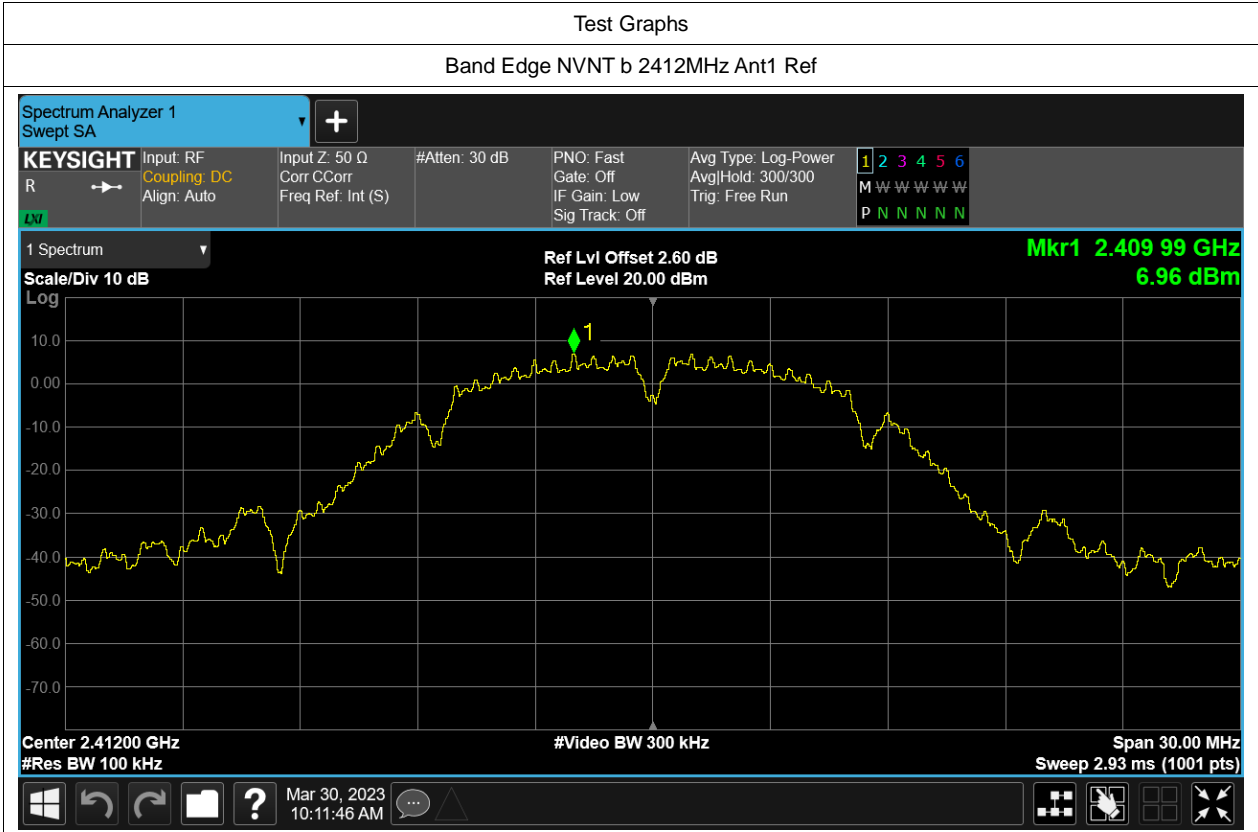 Test Graphs
Band Edge NVNT b 2412MHz Ant1 Ref
Spectrum Analyzer 1
Swept SA
KEYSIGHT
R
LXI
Input: RF
Coupling: DC
Align: Auto
Input Z: 50 Ω
Corr CCorr
Freq Ref: Int (S)
#Atten: 30 dB
PNO: Fast
Gate: Off
IF Gain: Low
Sig Track: Off
Avg Type: Log-Power
Avg|Hold: 300/300
Trig: Free Run
1 2 3 4 5 6
M W W W W W W
P N N N N N
1 Spectrum
Scale/Div 10 dB
Log
Ref Lvl Offset 2.60 dB
Ref Level 20.00 dBm
Mkr1 2.409 99 GHz
6.96 dBm
1
10.0
0.00
-10.0
-20.0
-30.0
-40.0
-50.0
-60.0
-70.0
Center 2.41200 GHz
#Res BW 100 kHz
#Video BW 300 kHz
Span 30.00 MHz
Sweep 2.93 ms (1001 pts)
?
Mar 30, 2023
10:11:46 AM